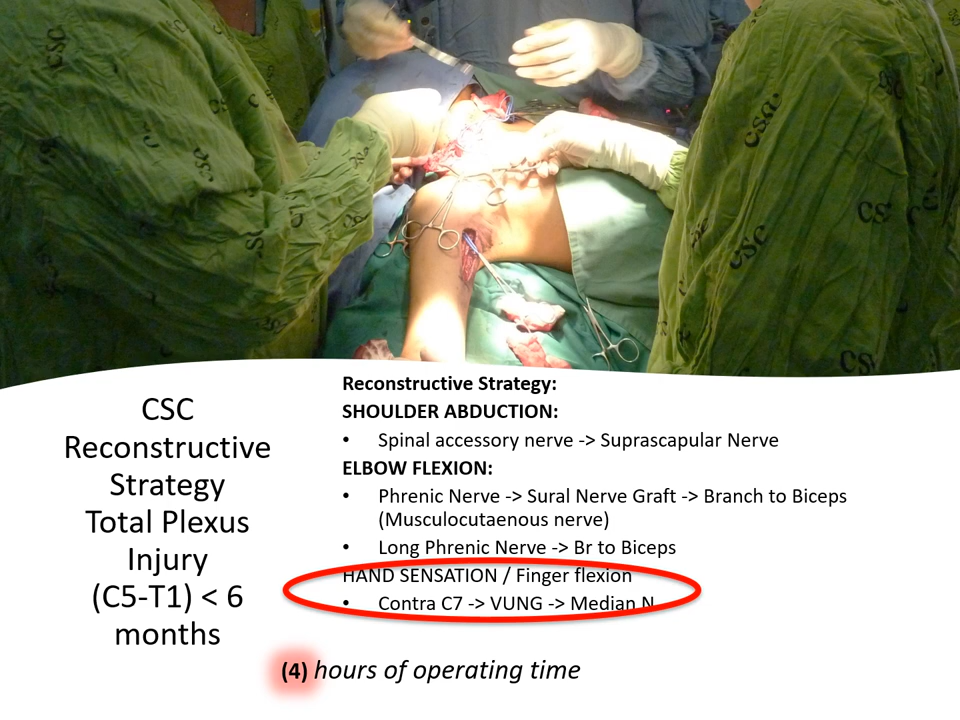 CSC
Reconstructive
Strategy
Total Plexus
Injury
(C5-T1) < 6
months
Reconstructive Strategy:
SHOULDER ABDUCTION:
• Spinal accessory nerve -> Suprascapular Nerve
ELBOW FLEXION:
• Phrenic Nerve -> Sural Nerve Graft -> Branch to Biceps
(Musculocutaenous nerve)
• Long Phrenic Nerve -> Br to Biceps
HAND SENSATION / Finger flexion
• Contra C7 -> VUNG -> Median N
(4) hours of operating time
CSC
CSC
CSC
CSC